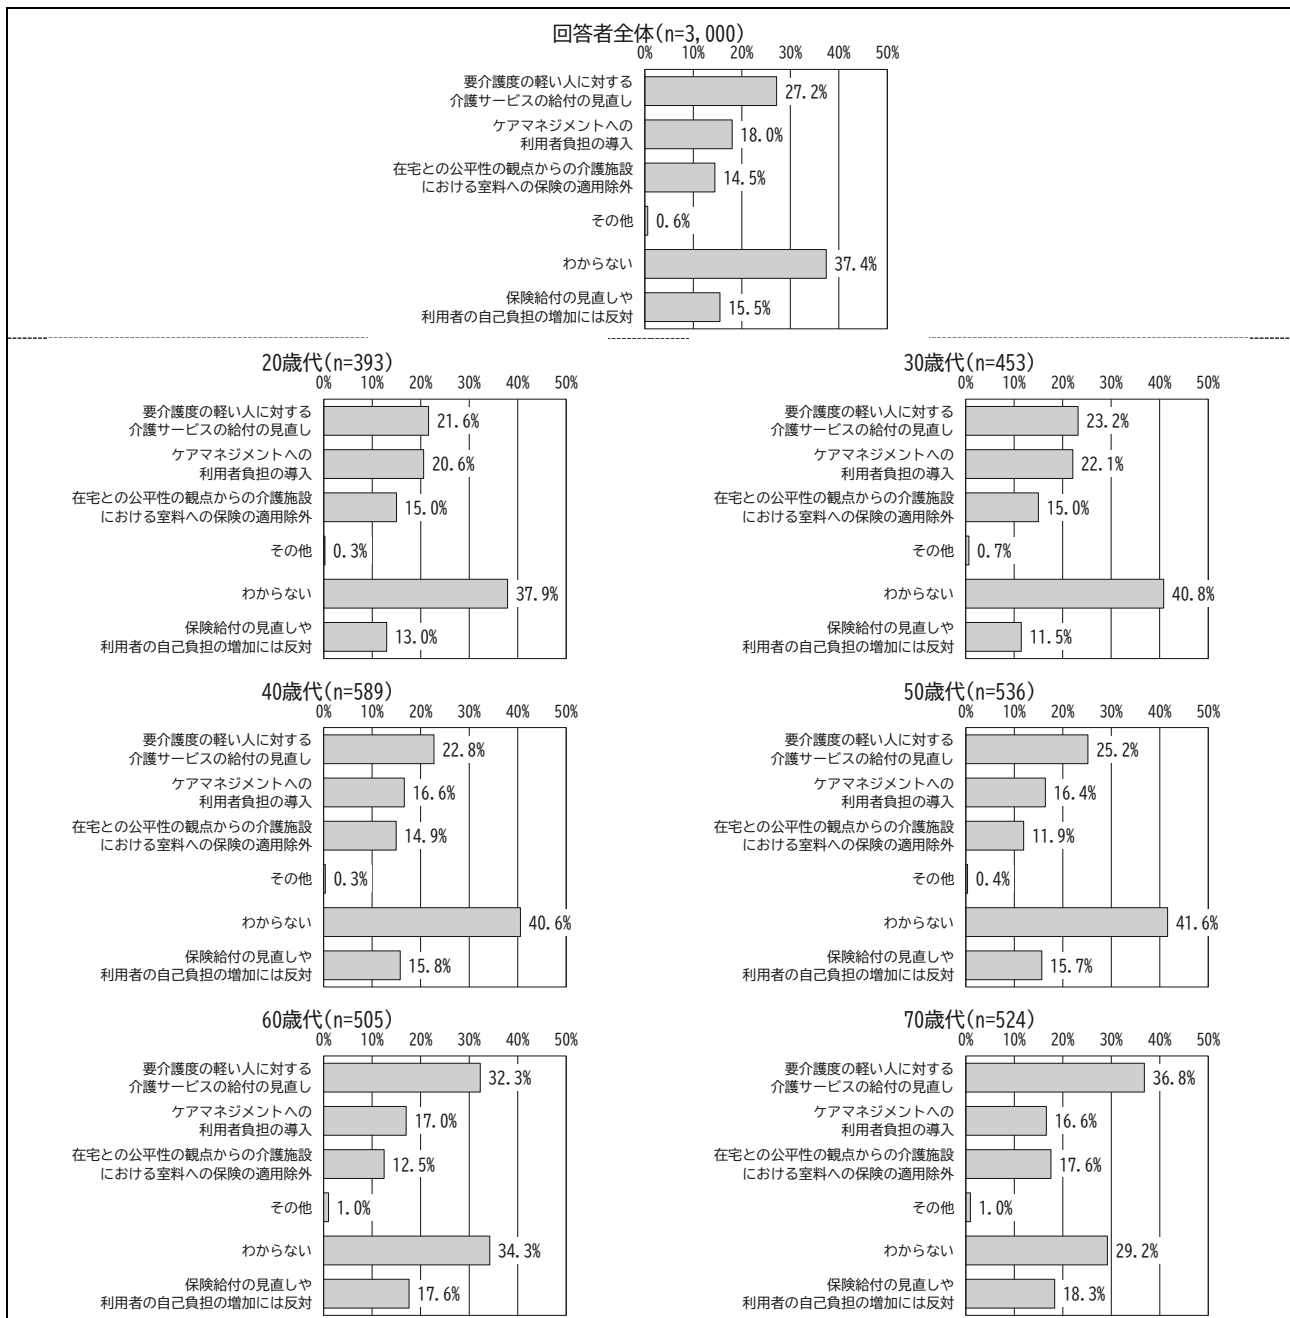 回答者全体(n=3,000)
0% 10% 20% 30% 40% 50%
要介護度の軽い人に対する
介護サービスの給付の見直し
27.2%
ケアマネジメントへの
利用者負担の導入
18.0%
在宅との公平性の観点からの介護施設
における室料への保険の適用除外
14.5%
その他
0.6%
わからない
37.4%
保険給付の見直しや
利用者の自己負担の増加には反対
15.5%
20歳代(n=393)
0% 10% 20% 30% 40% 50%
要介護度の軽い人に対する
介護サービスの給付の見直し
21.6%
ケアマネジメントへの
利用者負担の導入
20.6%
在宅との公平性の観点からの介護施設
における室料への保険の適用除外
15.0%
その他
0.3%
わからない
37.9%
保険給付の見直しや
利用者の自己負担の増加には反対
13.0%
30歳代(n=453)
0% 10% 20% 30% 40% 50%
要介護度の軽い人に対する
介護サービスの給付の見直し
23.2%
ケアマネジメントへの
利用者負担の導入
22.1%
在宅との公平性の観点からの介護施設
における室料への保険の適用除外
15.0%
その他
0.7%
わからない
40.8%
保険給付の見直しや
利用者の自己負担の増加には反対
11.5%
40歳代(n=589)
0% 10% 20% 30% 40% 50%
要介護度の軽い人に対する
介護サービスの給付の見直し
22.8%
ケアマネジメントへの
利用者負担の導入
16.6%
在宅との公平性の観点からの介護施設
における室料への保険の適用除外
14.9%
その他
0.3%
わからない
40.6%
保険給付の見直しや
利用者の自己負担の増加には反対
15.8%
50歳代(n=536)
0% 10% 20% 30% 40% 50%
要介護度の軽い人に対する
介護サービスの給付の見直し
25.2%
ケアマネジメントへの
利用者負担の導入
16.4%
在宅との公平性の観点からの介護施設
における室料への保険の適用除外
11.9%
その他
0.4%
わからない
41.6%
保険給付の見直しや
利用者の自己負担の増加には反対
15.7%
60歳代(n=505)
0% 10% 20% 30% 40% 50%
要介護度の軽い人に対する
介護サービスの給付の見直し
32.3%
ケアマネジメントへの
利用者負担の導入
17.0%
在宅との公平性の観点からの介護施設
における室料への保険の適用除外
12.5%
その他
1.0%
わからない
34.3%
保険給付の見直しや
利用者の自己負担の増加には反対
17.6%
70歳代(n=524)
0% 10% 20% 30% 40% 50%
要介護度の軽い人に対する
介護サービスの給付の見直し
36.8%
ケアマネジメントへの
利用者負担の導入
16.6%
在宅との公平性の観点からの介護施設
における室料への保険の適用除外
17.6%
その他
1.0%
わからない
29.2%
保険給付の見直しや
利用者の自己負担の増加には反対
18.3%